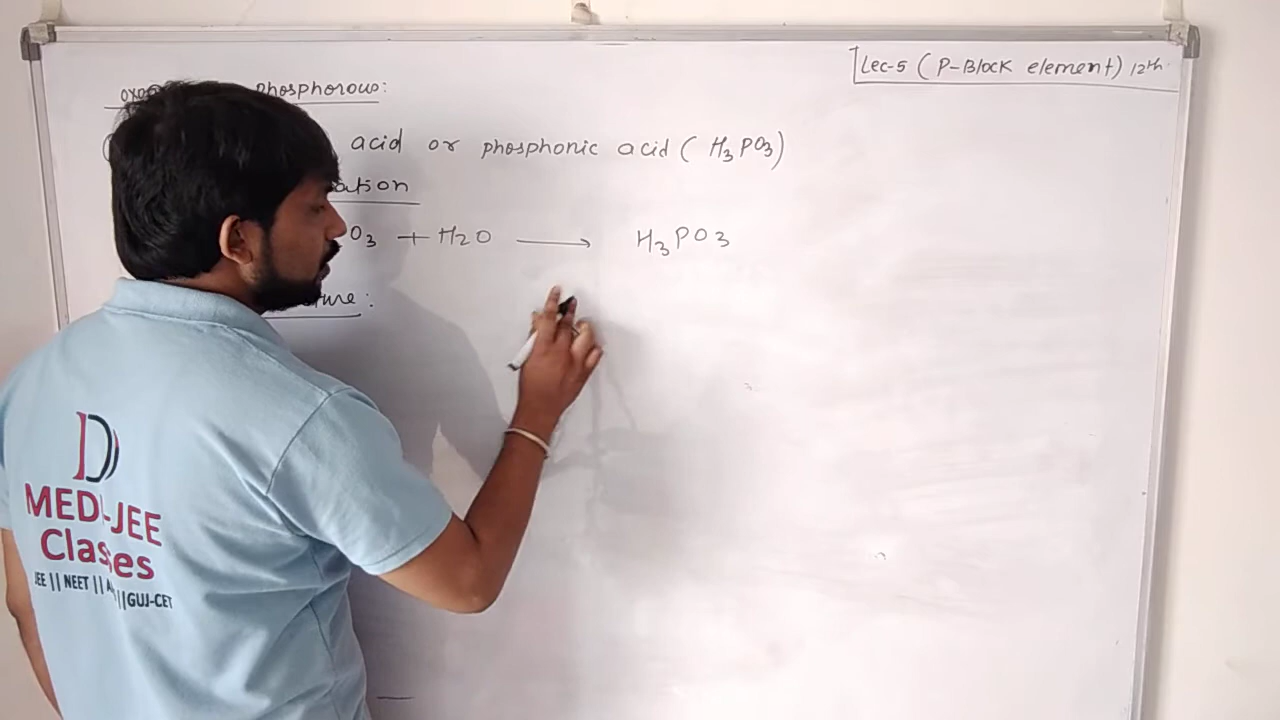 Lec-5 (P-Block element) 12th
phosphorous:
acid or phosphonic acid (H₃PO₃)
O₃ + H₂O ⟶ H₃PO₃
MEDI-JEE
Classes
JEE || NEET || || GUJ-CET